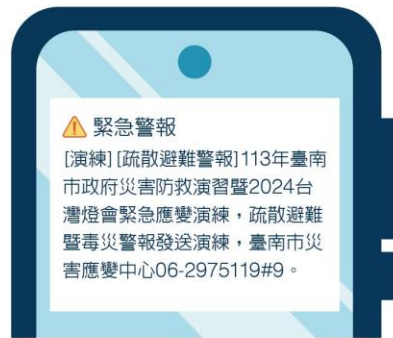 ⚠ 緊急警報
[演練][疏散避難警報]113年臺南
市政府災害防救演習暨2024台
灣燈會緊急應變演練，疏散避難
暨毒災警報發送演練，臺南市災
害應變中心06-2975119#9。